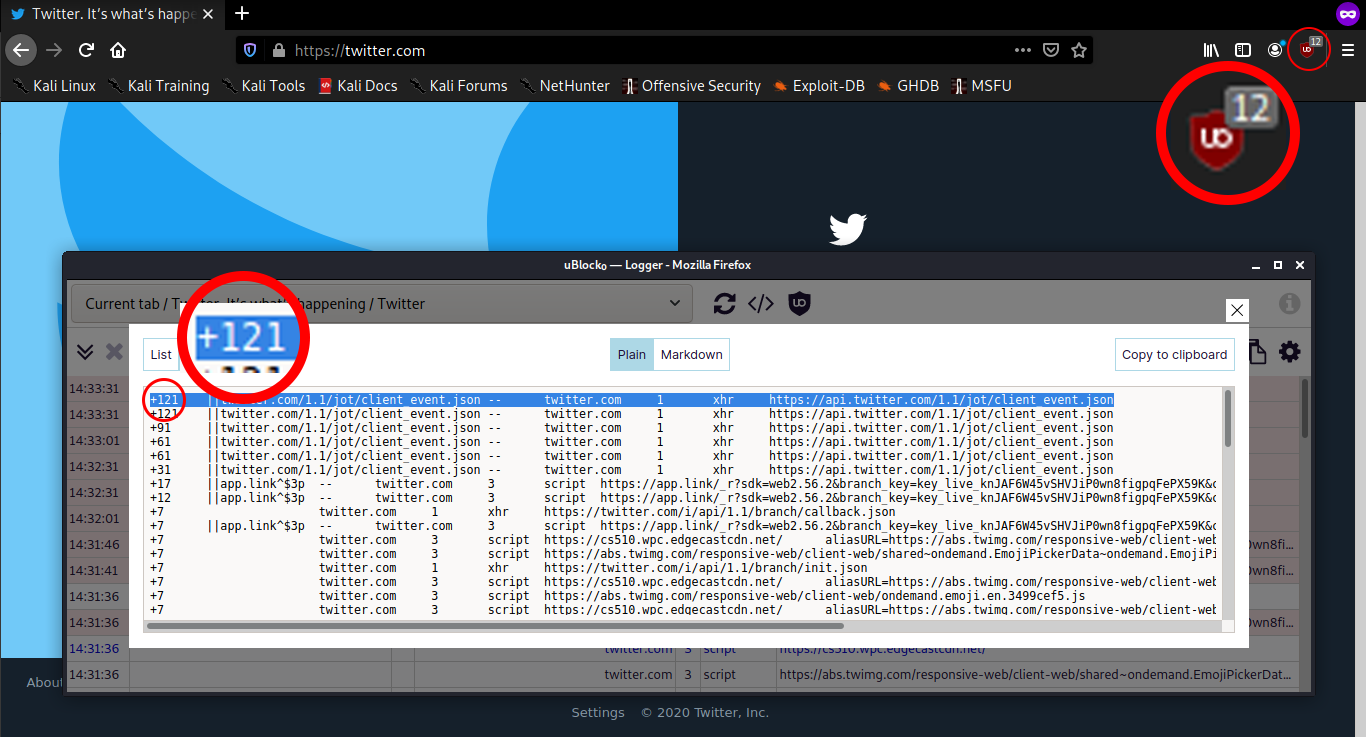 Twitter. It's what's happe
https://twitter.com
12
Kali Linux Kali Training Kali Tools Kali Docs Kali Forums NetHunter Offensive Security Exploit-DB GHDB MSFU
12
uBlock₀ — Logger - Mozilla Firefox
Current tab / Twitter. It's what's happening / Twitter
+121
List Plain Markdown Copy to clipboard
+121 ||twitter.com/1.1/jot/client_event.json -- twitter.com 1 xhr https://api.twitter.com/1.1/jot/client_event.json
+121 ||twitter.com/1.1/jot/client_event.json -- twitter.com 1 xhr https://api.twitter.com/1.1/jot/client_event.json
+91 ||twitter.com/1.1/jot/client_event.json -- twitter.com 1 xhr https://api.twitter.com/1.1/jot/client_event.json
+61 ||twitter.com/1.1/jot/client_event.json -- twitter.com 1 xhr https://api.twitter.com/1.1/jot/client_event.json
+61 ||twitter.com/1.1/jot/client_event.json -- twitter.com 1 xhr https://api.twitter.com/1.1/jot/client_event.json
+31 ||twitter.com/1.1/jot/client_event.json -- twitter.com 1 xhr https://api.twitter.com/1.1/jot/client_event.json
+17 ||app.link^$3p -- twitter.com 3 script https://app.link/_r?sdk=web2.56.2&branch_key=key_live_knJAF6W45vSHVJiP0wn8figpqFePX59K&c
+12 ||app.link^$3p -- twitter.com 3 script https://app.link/_r?sdk=web2.56.2&branch_key=key_live_knJAF6W45vSHVJiP0wn8figpqFePX59K&c
+7 twitter.com 1 xhr https://twitter.com/i/api/1.1/branch/callback.json
+7 ||app.link^$3p -- twitter.com 3 script https://app.link/_r?sdk=web2.56.2&branch_key=key_live_knJAF6W45vSHVJiP0wn8figpqFePX59K&c
+7 twitter.com 3 script https://cs510.wpc.edgecastcdn.net/ aliasURL=https://abs.twimg.com/responsive-web/client-web
+7 twitter.com 3 script https://abs.twimg.com/responsive-web/client-web/shared~ondemand.EmojiPickerData~ondemand.EmojiPi
+7 twitter.com 1 xhr https://twitter.com/i/api/1.1/branch/init.json
+7 twitter.com 3 script https://cs510.wpc.edgecastcdn.net/ aliasURL=https://abs.twimg.com/responsive-web/client-web
+7 twitter.com 3 script https://abs.twimg.com/responsive-web/client-web/ondemand.emoji.en.3499cef5.js
+7 twitter.com 3 script https://cs510.wpc.edgecastcdn.net/ aliasURL=https://abs.twimg.com/responsive-web/client-web
14:33:31
14:33:31
14:33:01
14:32:31
14:32:31
14:32:01
14:31:46 0wn8fi…
14:31:41 0wn8fi…
14:31:36
14:31:36 0wn8fi…
14:31:36 twitter.com 3 script https://cs510.wpc.edgecastcdn.net/
14:31:36 twitter.com 3 script https://abs.twimg.com/responsive-web/client-web/shared~ondemand.EmojiPickerDat…
About
Settings © 2020 Twitter, Inc.